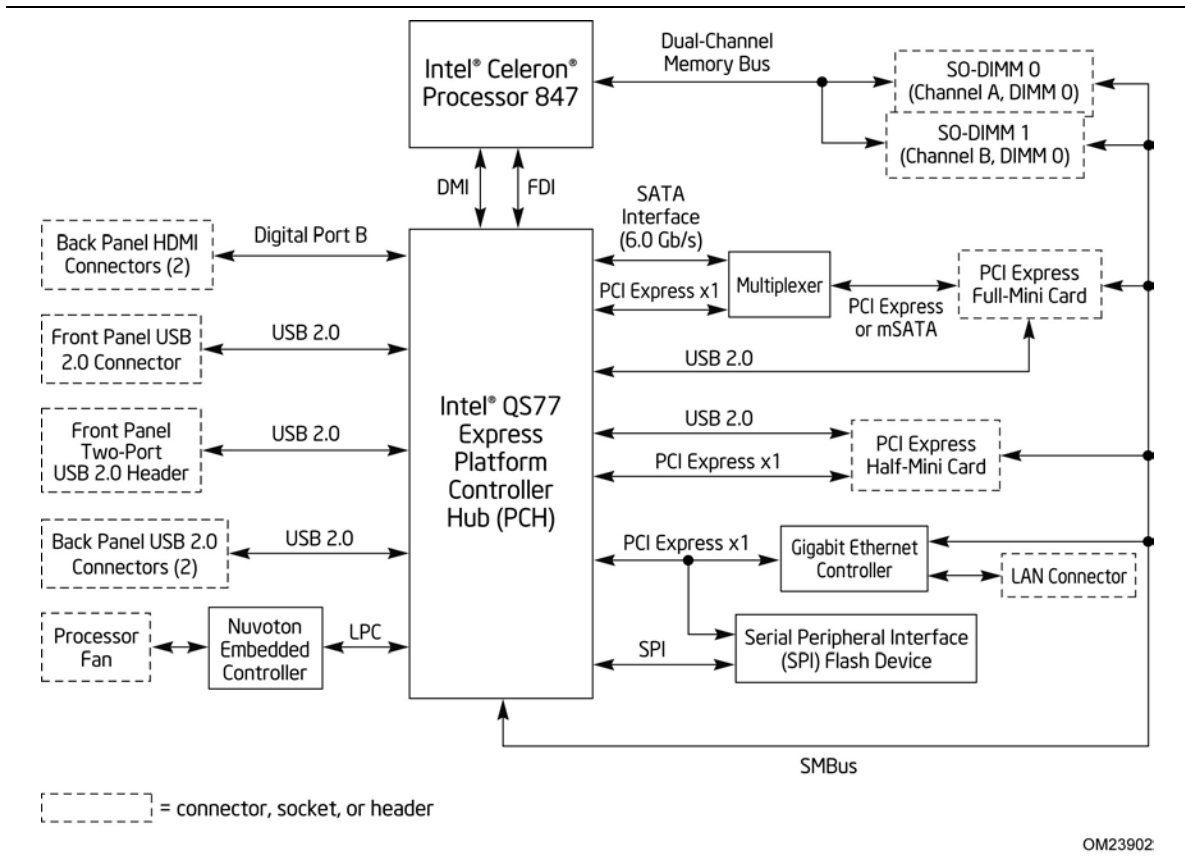 Intel® Celeron®
Processor 847
Dual-Channel
Memory Bus
SO-DIMM 0
(Channel A, DIMM 0)
SO-DIMM 1
(Channel B, DIMM 0)
DMI
FDI
Back Panel HDMI
Connectors (2)
Digital Port B
SATA
Interface
(6.0 Gb/s)
PCI Express x1
Multiplexer
PCI Express
or mSATA
PCI Express
Full-Mini Card
Front Panel USB
2.0 Connector
USB 2.0
USB 2.0
Intel® QS77
Express
Platform
Controller
Hub (PCH)
Front Panel
Two-Port
USB 2.0 Header
USB 2.0
USB 2.0
PCI Express x1
PCI Express
Half-Mini Card
Back Panel USB 2.0
Connectors (2)
USB 2.0
PCI Express x1
Gigabit Ethernet
Controller
LAN Connector
Processor
Fan
Nuvoton
Embedded
Controller
LPC
SPI
Serial Peripheral Interface
(SPI) Flash Device
SMBus
= connector, socket, or header
OM23902